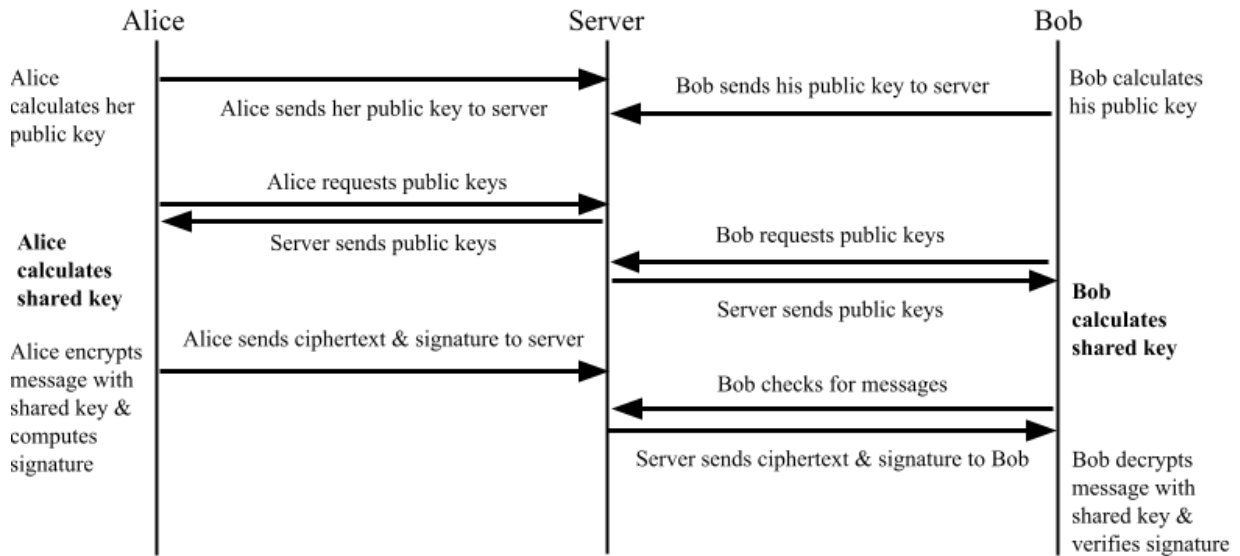 Alice
Server
Bob
Alice
calculates her
public key
Alice sends her public key to server
Bob sends his public key to server
Bob calculates
his public key
Alice requests public keys
Server sends public keys
Alice
calculates
shared key
Bob requests public keys
Server sends public keys
Bob
calculates
shared key
Alice sends ciphertext & signature to server
Alice encrypts
message with
shared key &
computes
signature
Bob checks for messages
Server sends ciphertext & signature to Bob
Bob decrypts
message with
shared key &
verifies signature